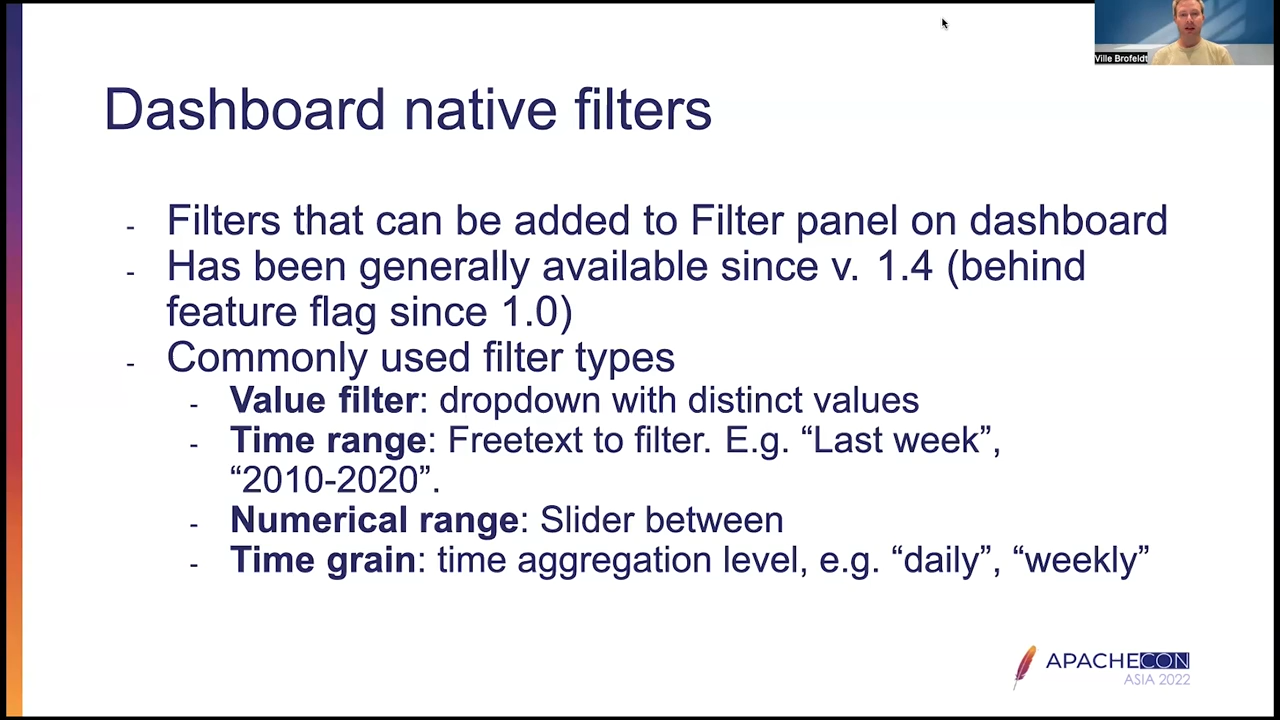 Ville Brofeldt
Dashboard native filters
- Filters that can be added to Filter panel on dashboard
- Has been generally available since v. 1.4 (behind
feature flag since 1.0)
- Commonly used filter types
- Value filter: dropdown with distinct values
- Time range: Freetext to filter. E.g. “Last week”,
“2010-2020”.
- Numerical range: Slider between
- Time grain: time aggregation level, e.g. “daily”, “weekly”
APACHECON
ASIA 2022